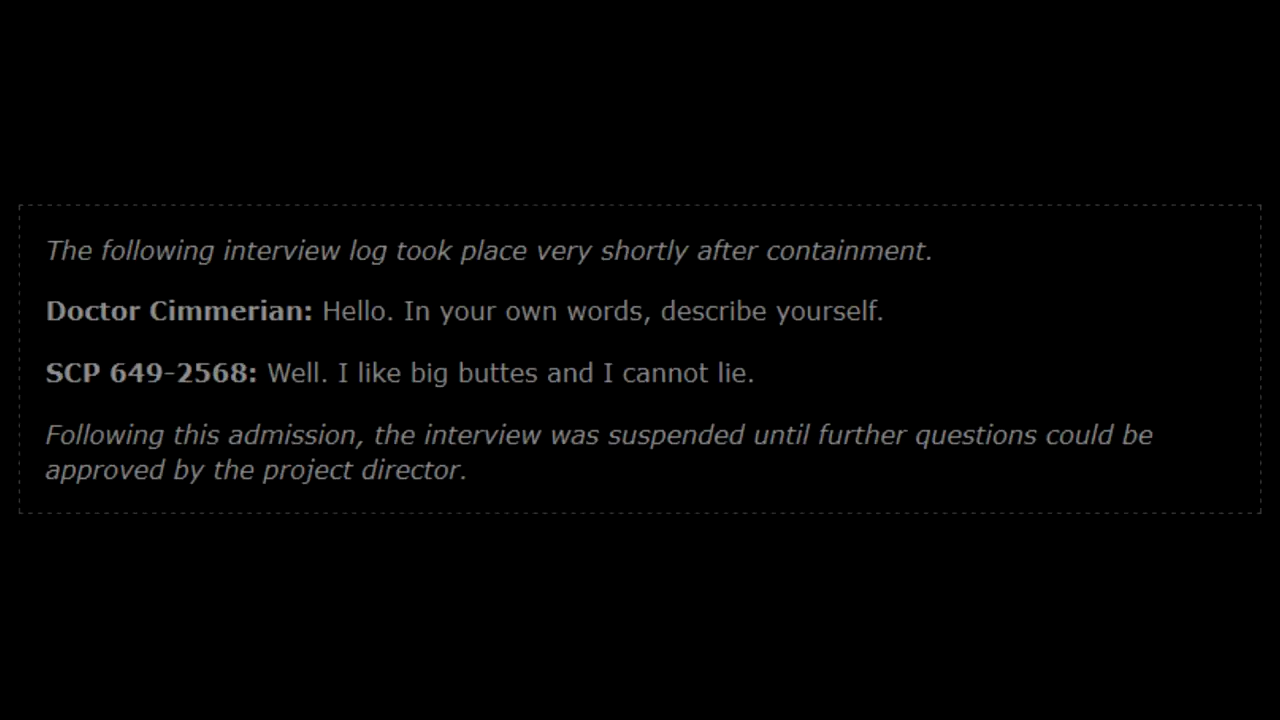 The following interview log took place very shortly after containment.
Doctor Cimmerian: Hello. In your own words, describe yourself.
SCP 649-2568: Well. I like big buttes and I cannot lie.
Following this admission, the interview was suspended until further questions could be
approved by the project director.